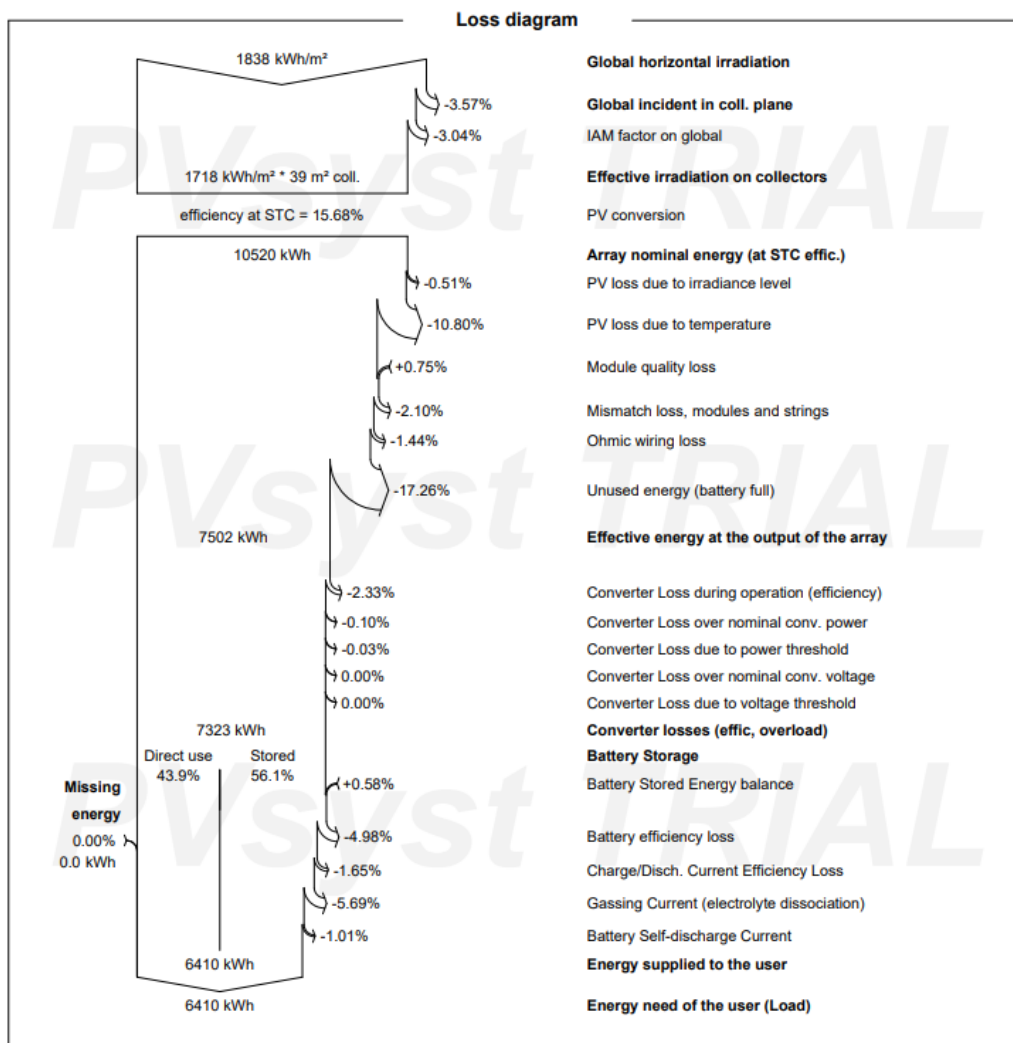 Loss diagram
1838 kWh/m² Global horizontal irradiation
-3.57% Global incident in coll. plane
-3.04% IAM factor on global
1718 kWh/m² * 39 m² coll. Effective irradiation on collectors
efficiency at STC = 15.68% PV conversion
10520 kWh Array nominal energy (at STC effic.)
-0.51% PV loss due to irradiance level
-10.80% PV loss due to temperature
+0.75% Module quality loss
-2.10% Mismatch loss, modules and strings
-1.44% Ohmic wiring loss
-17.26% Unused energy (battery full)
7502 kWh Effective energy at the output of the array
-2.33% Converter Loss during operation (efficiency)
-0.10% Converter Loss over nominal conv. power
-0.03% Converter Loss due to power threshold
0.00% Converter Loss over nominal conv. voltage
0.00% Converter Loss due to voltage threshold
7323 kWh Converter losses (effic, overload)
Direct use Stored Battery Storage
43.9% 56.1% +0.58% Battery Stored Energy balance
Missing
energy
0.00%
0.0 kWh
-4.98% Battery efficiency loss
-1.65% Charge/Disch. Current Efficiency Loss
-5.69% Gassing Current (electrolyte dissociation)
-1.01% Battery Self-discharge Current
6410 kWh Energy supplied to the user
6410 kWh Energy need of the user (Load)
PVsyst TRIAL
PVsyst TRIAL
PVsyst TRIAL